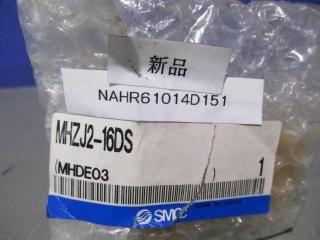 新品
NAHR61014D151
MHZJ2-16DS
(MHDE03
1
SMC